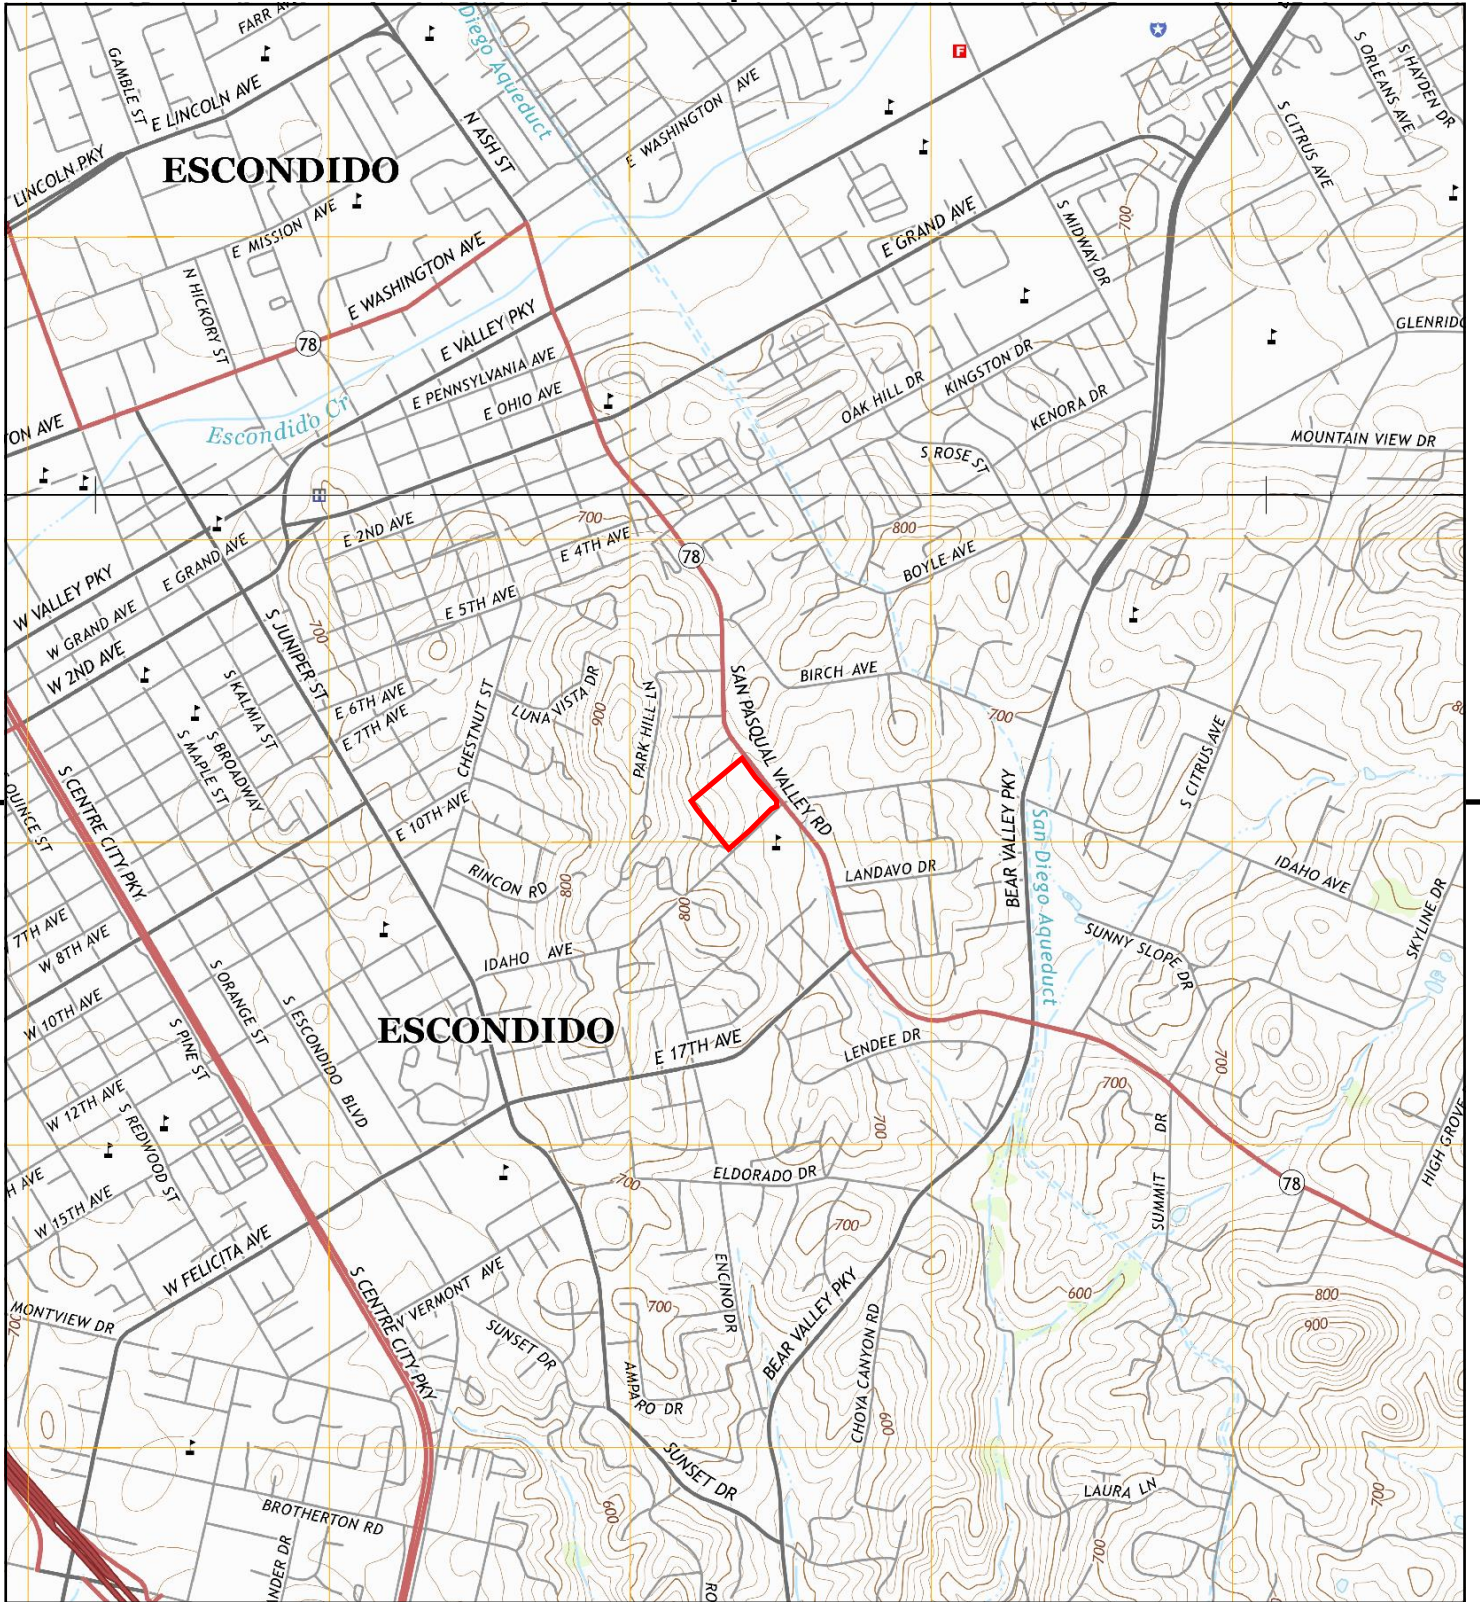 FARR AV
Diego Aqueduct
GAMBLE ST
E LINCOLN AVE
E WASHINGTON AVE
F
S ORLEANS AVE
S HAYDEN DR
S CITRUS AVE
N ASH ST
LINCOLN PKY
ESCONDIDO
E MISSION AVE
E GRAND AVE
S MIDWAY DR
700
N HICKORY ST
E WASHINGTON AVE
78
E VALLEY PKY
GLENRIDG
E PENNSYLVANIA AVE
E OHIO AVE
OAK HILL DR
KINGSTON DR
KENORA DR
TON AVE
Escondido Cr
S ROSE ST
MOUNTAIN VIEW DR
E 2ND AVE
700
E 4TH AVE
78
800
BOYLE AVE
E GRAND AVE
W VALLEY PKY
W GRAND AVE
W 2ND AVE
E 5TH AVE
S JUNIPER ST
700
BIRCH AVE
SAN PASQUAL VALLEY RD
S KALMIA ST
S BROADWAY
S MAPLE ST
E 6TH AVE
E 7TH AVE
CHESTNUT ST
LUNA VISTA DR
900
PARK HILL LN
700
80
S CITRUS AVE
QUINCE ST
S CENTRE CITY PKY
E 10TH AVE
BEAR VALLEY PKY
San Diego Aqueduct
RINCON RD
800
800
LANDAVO DR
IDAHO AVE
SKYLINE DR
7TH AVE
W 8TH AVE
IDAHO AVE
SUNNY SLOPE DR
W 10TH AVE
S ORANGE ST
S ESCONDIDO BLVD
S PINE ST
ESCONDIDO
E 17TH AVE
LENDEE DR
700
700
W 12TH AVE
S REDWOOD ST
700
SUMMIT DR
HIGH GROVE
H AVE
W 15TH AVE
700
ELDORADO DR
78
W FELICITA AVE
700
ENCINO DR
S CENTRE CITY PKY
W VERMONT AVE
BEAR VALLEY PKY
600
800
900
MONTVIEW DR
700
SUNSET DR
700
CHOYA CANYON RD
600
AMPARO DR
SUNSET DR
LAURA LN
700
BROTHERTON RD
600
700
ANDER DR
RO